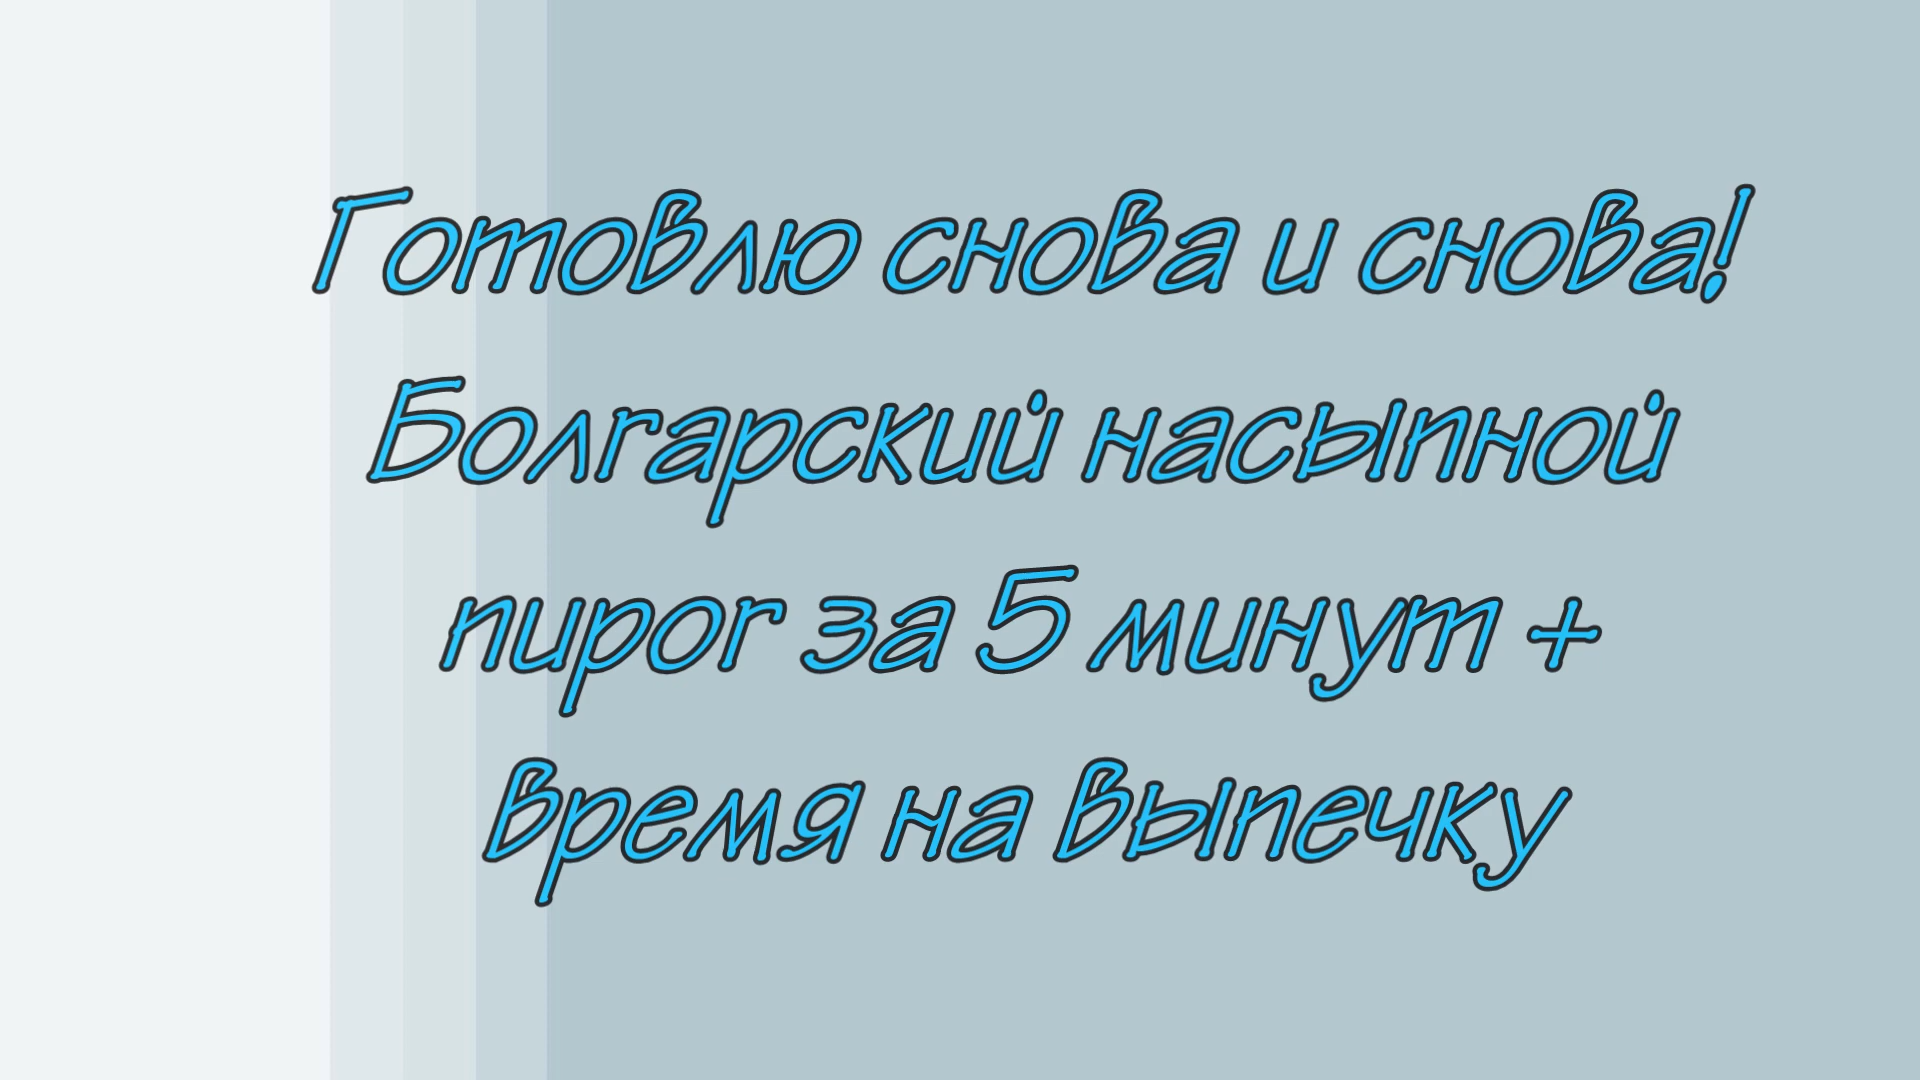 Готовлю снова и снова!
Болгарский насыпной
пирог за 5 минут +
время на выпечку